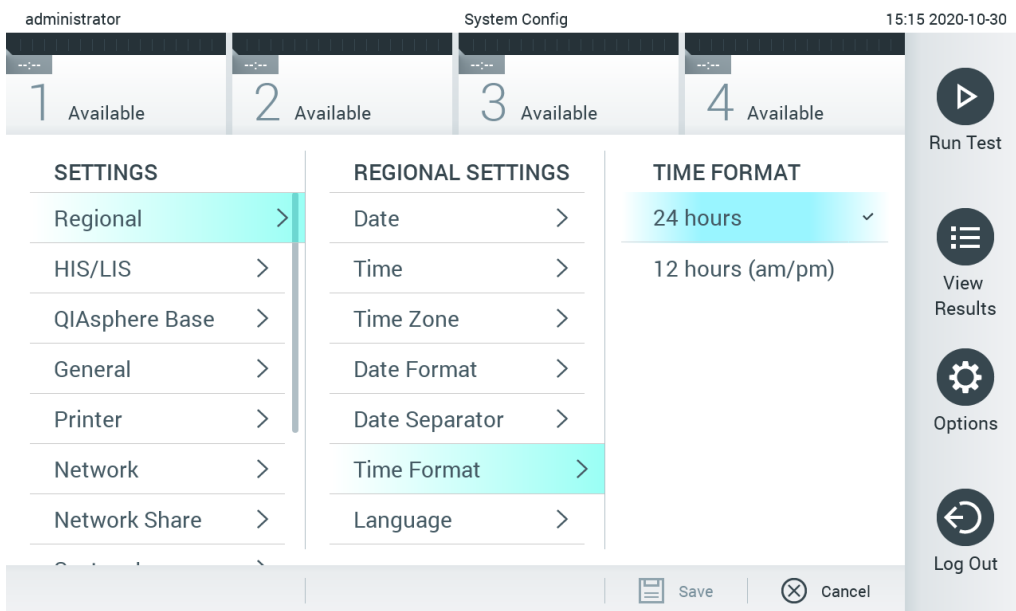 administrator
System Config
15:15 2020-10-30
--:--
--:--
--:--
--:--
1 Available
2 Available
3 Available
4 Available
SETTINGS
Regional
HIS/LIS
QIAsphere Base
General
Printer
Network
Network Share
REGIONAL SETTINGS
Date
Time
Time Zone
Date Format
Date Separator
Time Format
Language
TIME FORMAT
24 hours
12 hours (am/pm)
Run Test
View
Results
Options
Log Out
Save
Cancel